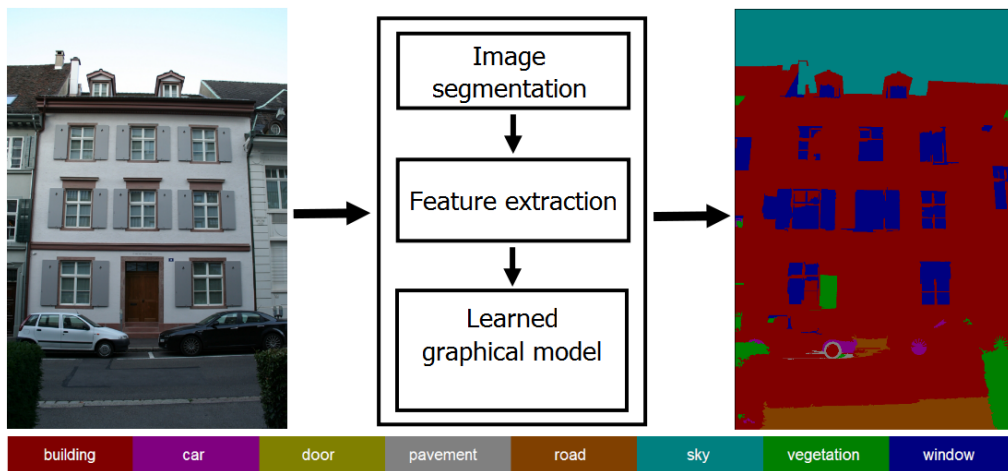 Image
segmentation
Feature extraction
Learned
graphical model
building car door pavement road sky vegetation window